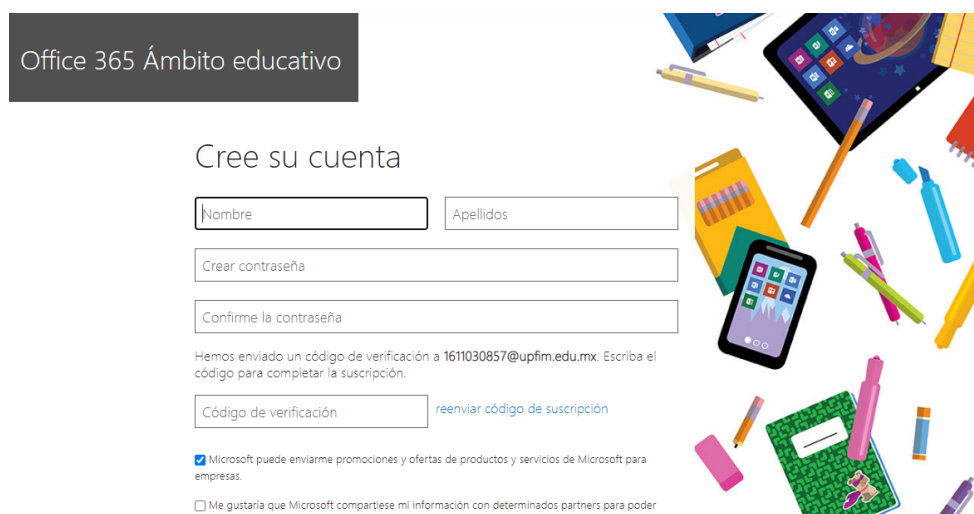 Office 365 Ámbito educativo
Cree su cuenta
Nombre
Apellidos
Crear contraseña
Confirme la contraseña
Hemos enviado un código de verificación a 1611030857@upfim.edu.mx. Escriba el
código para completar la suscripción.
Código de verificación
reenviar código de suscripción
Microsoft puede enviarme promociones y ofertas de productos y servicios de Microsoft para
empresas.
Me gustaría que Microsoft compartiese mi información con determinados partners para poder